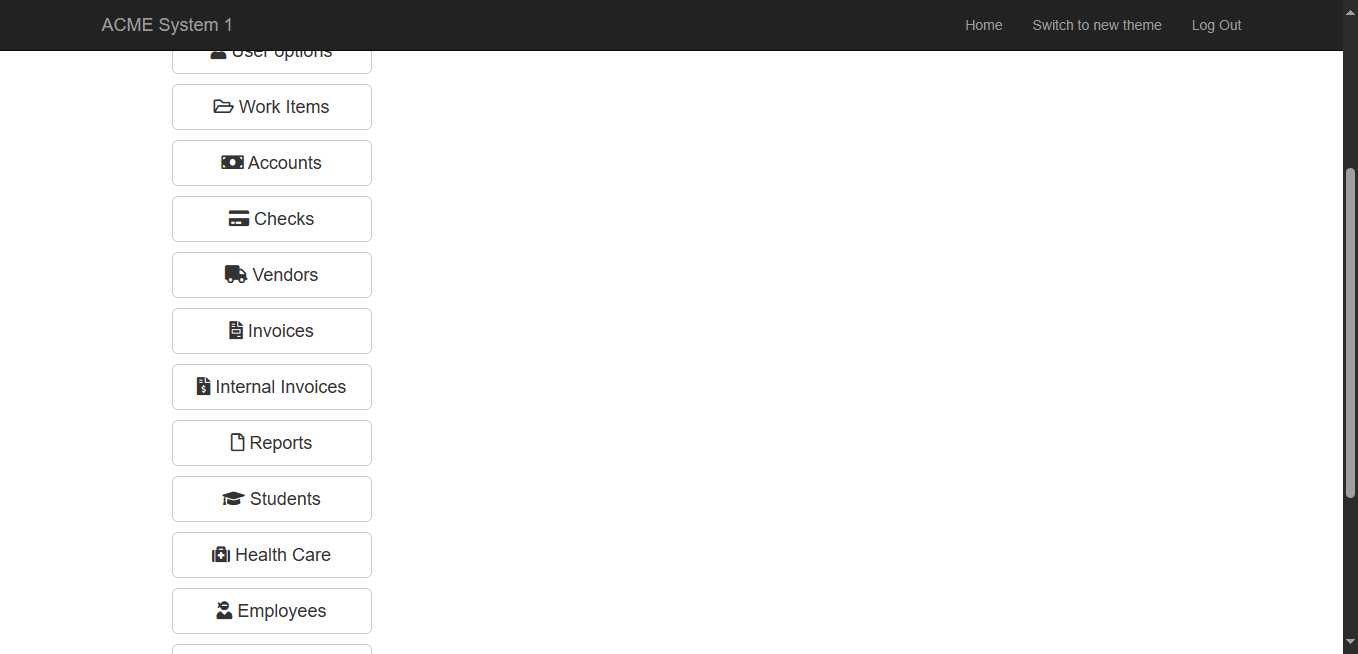 ACME System 1
Home
Switch to new theme
Log Out
User options
Work Items
Accounts
Checks
Vendors
Invoices
Internal Invoices
Reports
Students
Health Care
Employees